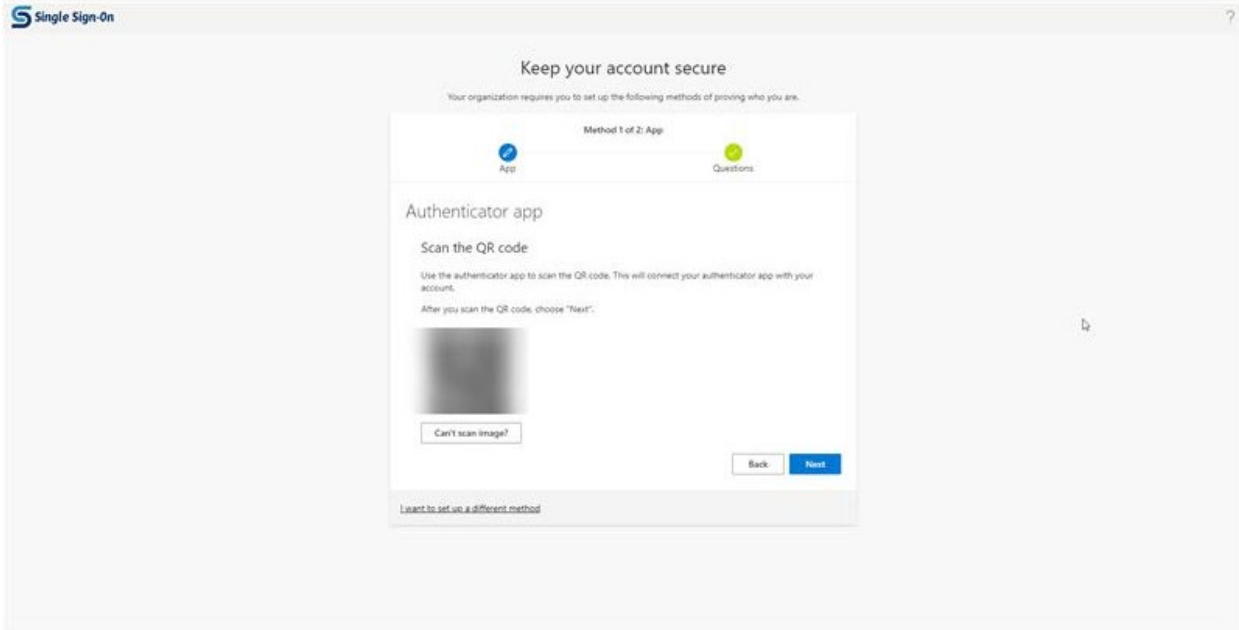 Single Sign-On
?
Keep your account secure
Your organization requires you to set up the following methods of proving who you are.
Method 1 of 2: App
App
Questions
Authenticator app
Scan the QR code
Use the authenticator app to scan the QR code. This will connect your authenticator app with your
account.
After you scan the QR code, choose "Next".
Can't scan image?
Back
Next
I want to set up a different method